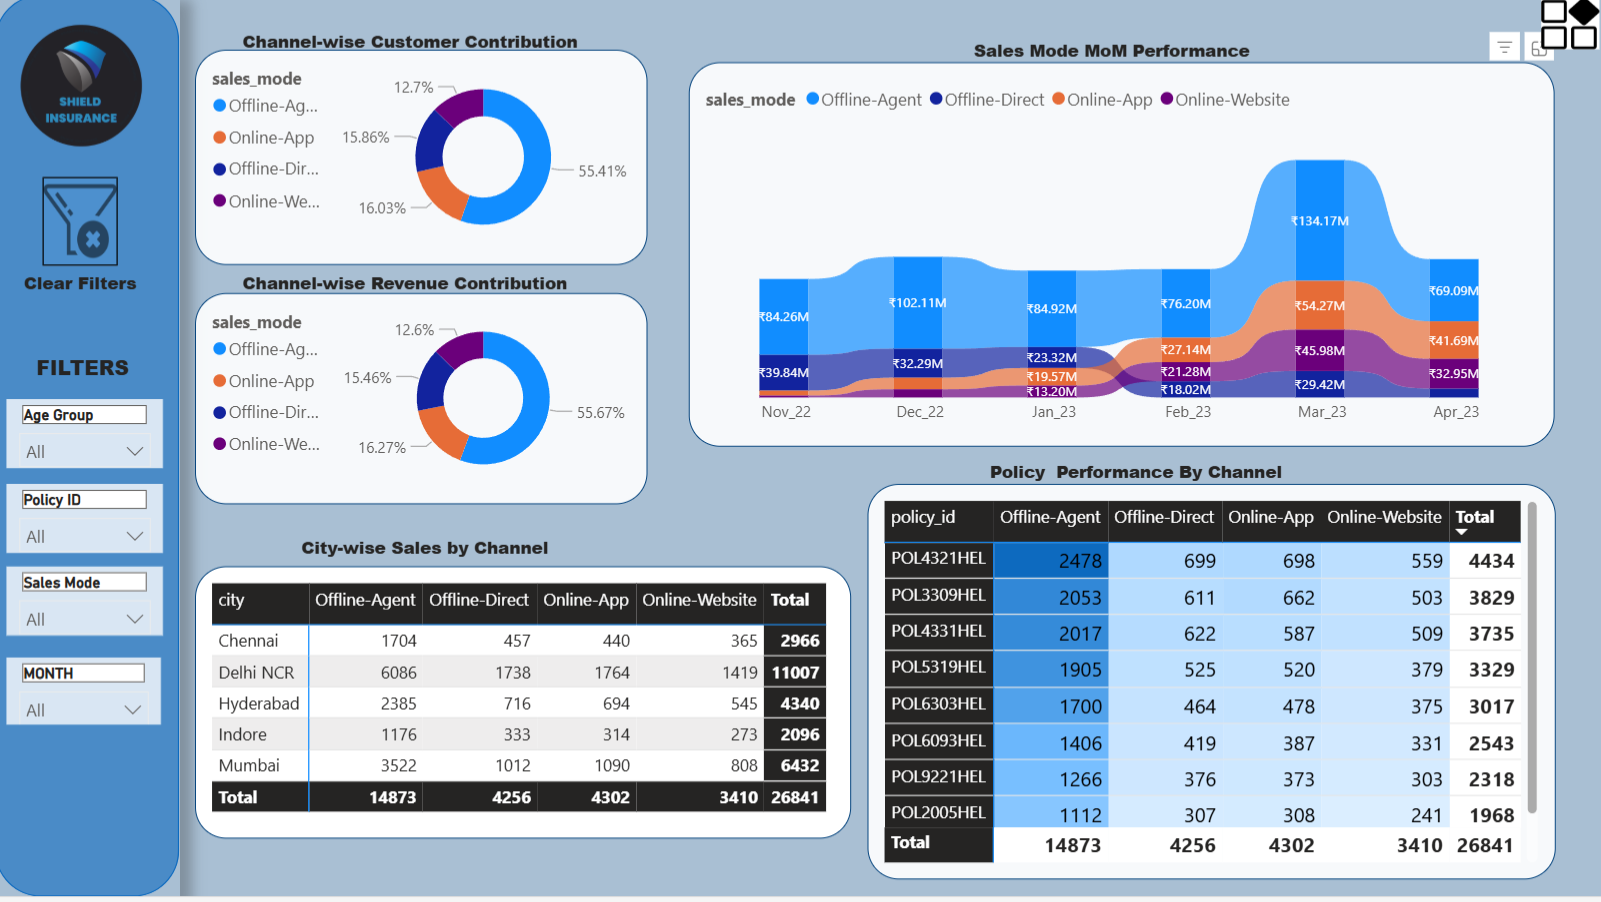 SHIELD
INSURANCE
Clear Filters
FILTERS
Age Group
All
Policy ID
All
Sales Mode
All
MONTH
All
Channel-wise Customer Contribution
sales_mode
Offline-Ag...
Online-App
Offline-Dir...
Online-We...
12.7%
15.86%
16.03%
55.41%
Channel-wise Revenue Contribution
sales_mode
Offline-Ag...
Online-App
Offline-Dir...
Online-We...
12.6%
15.46%
16.27%
55.67%
Sales Mode MoM Performance
sales_mode Offline-Agent Offline-Direct Online-App Online-Website
₹84.26M
₹39.84M
₹102.11M
₹32.29M
₹84.92M
₹23.32M
₹19.57M
₹13.20M
₹76.20M
₹27.14M
₹21.28M
₹18.02M
₹134.17M
₹54.27M
₹45.98M
₹29.42M
₹69.09M
₹41.69M
₹32.95M
Nov_22 Dec_22 Jan_23 Feb_23 Mar_23 Apr_23
City-wise Sales by Channel
city Offline-Agent Offline-Direct Online-App Online-Website Total
Chennai 1704 457 440 365 2966
Delhi NCR 6086 1738 1764 1419 11007
Hyderabad 2385 716 694 545 4340
Indore 1176 333 314 273 2096
Mumbai 3522 1012 1090 808 6432
Total 14873 4256 4302 3410 26841
Policy Performance By Channel
policy_id Offline-Agent Offline-Direct Online-App Online-Website Total
POL4321HEL 2478 699 698 559 4434
POL3309HEL 2053 611 662 503 3829
POL4331HEL 2017 622 587 509 3735
POL5319HEL 1905 525 520 379 3329
POL6303HEL 1700 464 478 375 3017
POL6093HEL 1406 419 387 331 2543
POL9221HEL 1266 376 373 303 2318
POL2005HEL 1112 307 308 241 1968
Total 14873 4256 4302 3410 26841